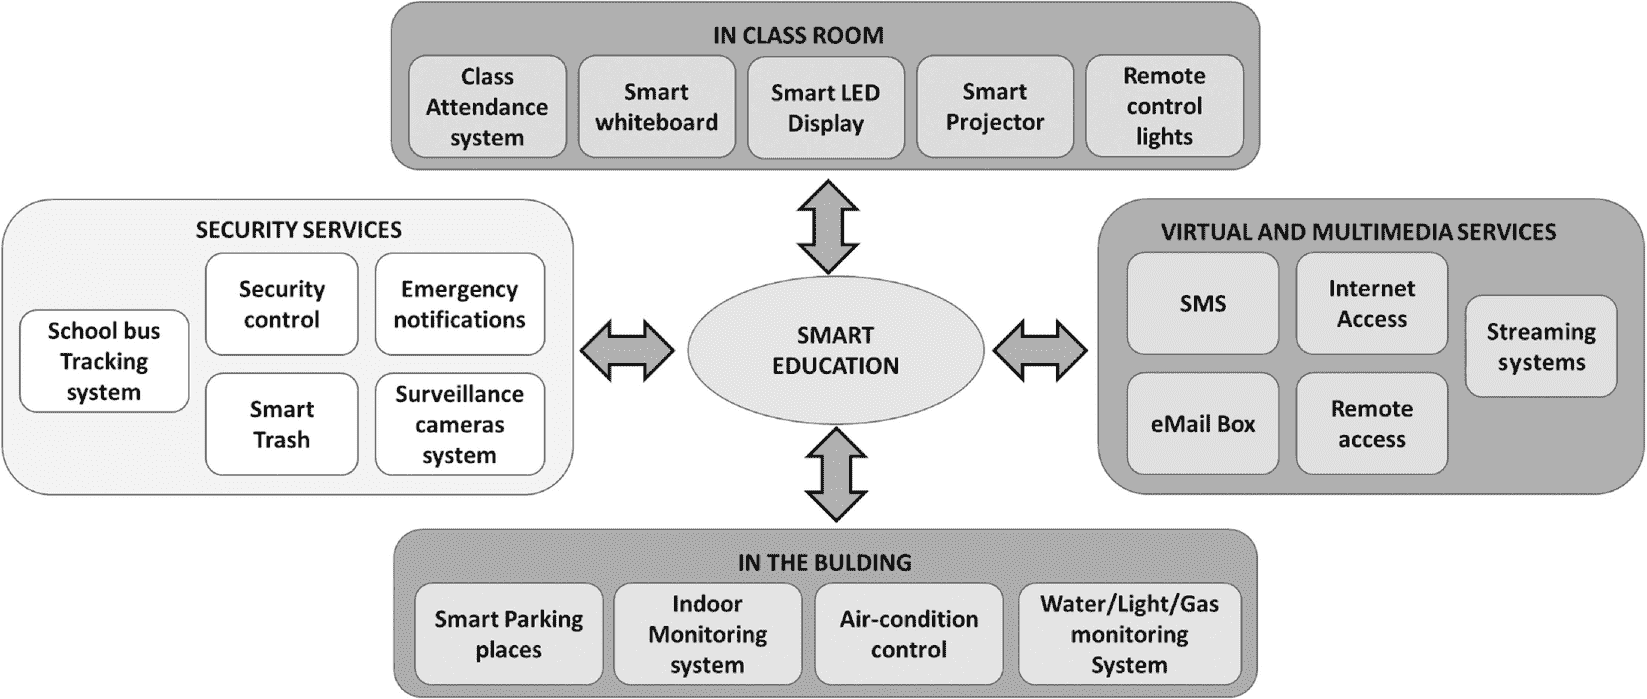 IN CLASS ROOM
Class
Attendance
system
Smart
whiteboard
Smart LED
Display
Smart
Projector
Remote
control
lights
SECURITY SERVICES
School bus
Tracking
system
Security
control
Emergency
notifications
Smart
Trash
Surveillance
cameras
system
SMART
EDUCATION
VIRTUAL AND MULTIMEDIA SERVICES
SMS
Internet
Access
eMail Box
Remote
access
Streaming
systems
IN THE BULDING
Smart Parking
places
Indoor
Monitoring
system
Air-condition
control
Water/Light/Gas
monitoring
System